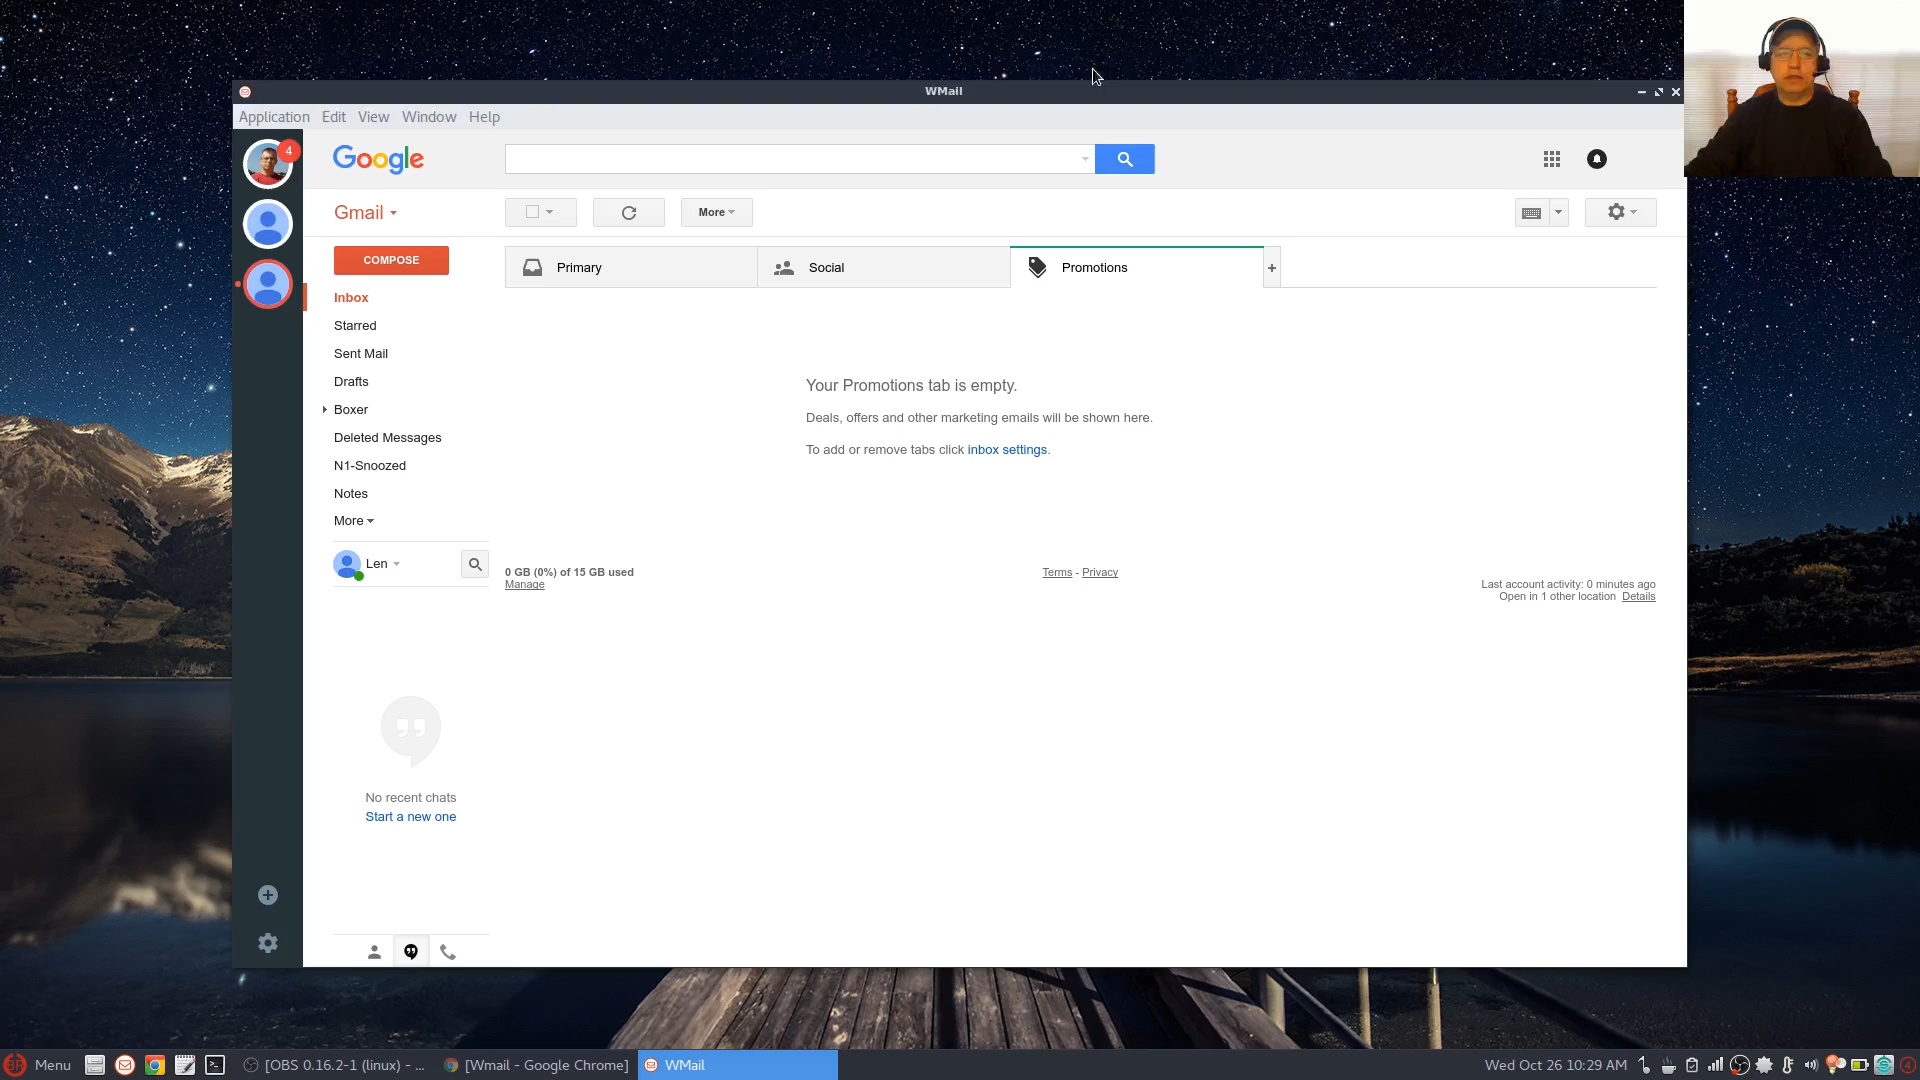 WMail
Application Edit View Window Help
4
Google
Gmail
More
COMPOSE
Primary
Social
Promotions
+
Inbox
Starred
Sent Mail
Drafts
Boxer
Deleted Messages
N1-Snoozed
Notes
More
Your Promotions tab is empty.
Deals, offers and other marketing emails will be shown here.
To add or remove tabs click inbox settings.
Len
0 GB (0%) of 15 GB used
Manage
Terms - Privacy
Last account activity: 0 minutes ago
Open in 1 other location Details
No recent chats
Start a new one
Menu
[OBS 0.16.2-1 (linux) - ...
[Wmail - Google Chrome]
WMail
Wed Oct 26 10:29 AM
4